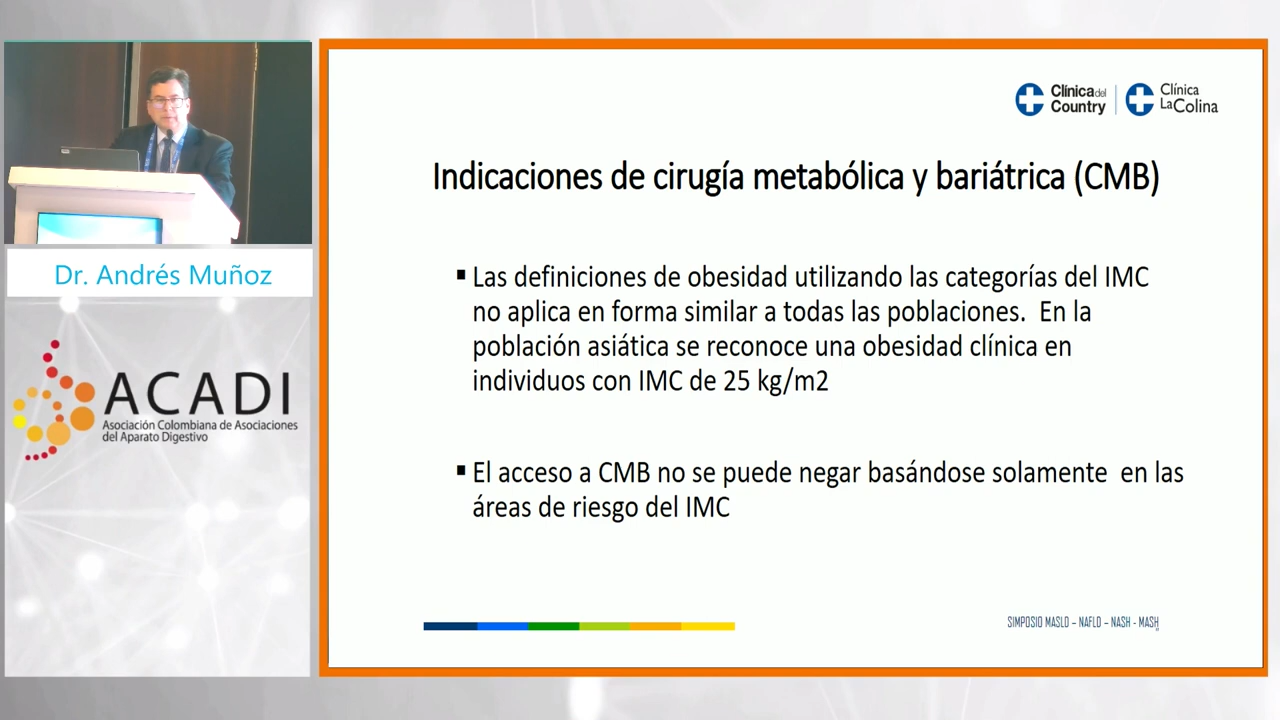 Clínica del
Country
Clínica
La Colina
Indicaciones de cirugía metabólica y bariátrica (CMB)
Las definiciones de obesidad utilizando las categorías del IMC
no aplica en forma similar a todas las poblaciones.  En la
población asiática se reconoce una obesidad clínica en
individuos con IMC de 25 kg/m2
El acceso a CMB no se puede negar basándose solamente  en las
áreas de riesgo del IMC
SIMPOSIO MASLD – NAFLD – NASH - MASH
Dr. Andrés Muñoz
ACADI
Asociación Colombiana de Asociaciones
del Aparato Digestivo